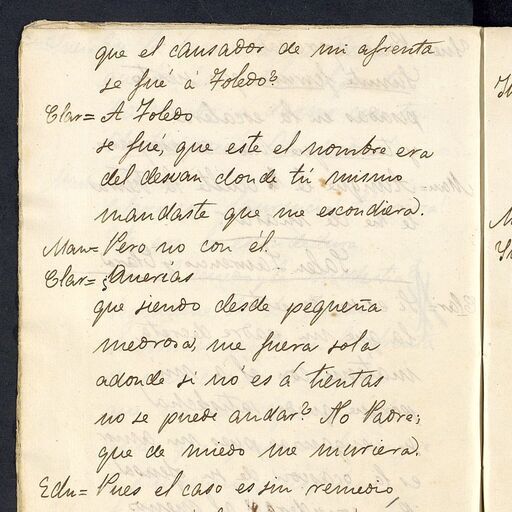 que el causador de mi afrenta
se fué á Toledo?
Clar= A Toledo
se fué, que este el nombre era
del desvan donde tú mismo
mandaste que me escondiera.
Man= Pero no con él.
Clar= ¿Querías
que siendo desde pequeña
medrosa, me fuera sola
adonde si nó es á tientas
no se puede andar? No Padre;
que de miedo me muriera.
Edu= Pues el caso es sin remedio